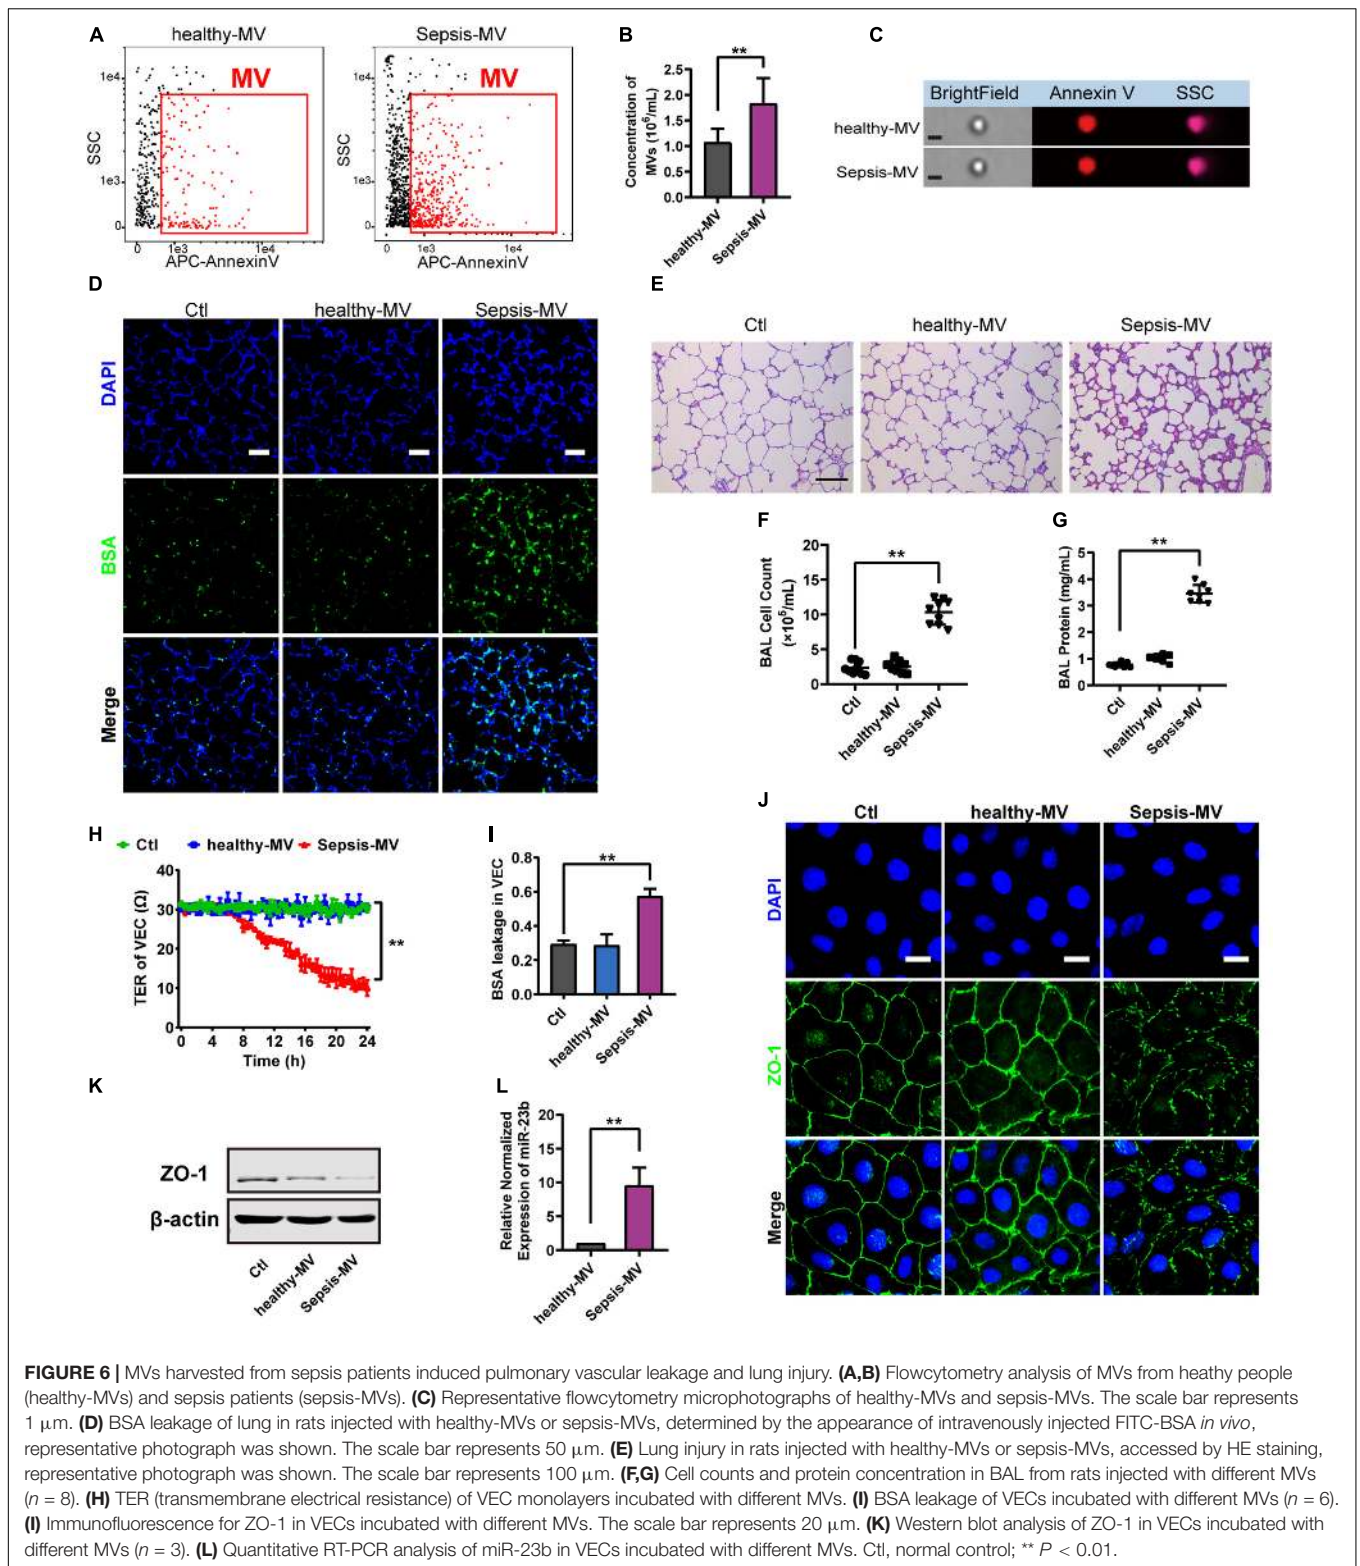 A
healthy-MV
Sepsis-MV
MV
MV
1e4
1e3
0
SSC
0
1e3
1e4
APC-AnnexinV
1e4
1e3
0
SSC
0
1e3
1e4
APC-AnnexinV
B
**
2.5
2.0
1.5
1.0
0.5
0.0
Concentration of
MVs (10⁶/mL)
healthy-MV
Sepsis-MV
C
BrightField
Annexin V
SSC
healthy-MV
Sepsis-MV
D
Ctl
healthy-MV
Sepsis-MV
DAPI
BSA
Merge
E
Ctl
healthy-MV
Sepsis-MV
F
**
20
15
10
5
0
BAL Cell Count
(×10⁵/mL)
Ctl
healthy-MV
Sepsis-MV
G
**
5
4
3
2
1
0
BAL Protein (mg/mL)
Ctl
healthy-MV
Sepsis-MV
H
Ctl
healthy-MV
Sepsis-MV
40
30
20
10
0
TER of VEC (Ω)
**
0 4 8 12 16 20 24
Time (h)
I
**
0.8
0.6
0.4
0.2
0.0
BSA leakage in VEC
Ctl
healthy-MV
Sepsis-MV
J
Ctl
healthy-MV
Sepsis-MV
DAPI
ZO-1
Merge
K
ZO-1
β-actin
Ctl
healthy-MV
Sepsis-MV
L
**
20
15
10
5
0
Relative Normalized
Expression of miR-23b
healthy-MV
Sepsis-MV
FIGURE 6 | MVs harvested from sepsis patients induced pulmonary vascular leakage and lung injury. (A,B) Flowcytometry analysis of MVs from heathy people
(healthy-MVs) and sepsis patients (sepsis-MVs). (C) Representative flowcytometry microphotographs of healthy-MVs and sepsis-MVs. The scale bar represents
1 μm. (D) BSA leakage of lung in rats injected with healthy-MVs or sepsis-MVs, determined by the appearance of intravenously injected FITC-BSA in vivo,
representative photograph was shown. The scale bar represents 50 μm. (E) Lung injury in rats injected with healthy-MVs or sepsis-MVs, accessed by HE staining,
representative photograph was shown. The scale bar represents 100 μm. (F,G) Cell counts and protein concentration in BAL from rats injected with different MVs
(n = 8). (H) TER (transmembrane electrical resistance) of VEC monolayers incubated with different MVs. (I) BSA leakage of VECs incubated with different MVs (n = 6).
(I) Immunofluorescence for ZO-1 in VECs incubated with different MVs. The scale bar represents 20 μm. (K) Western blot analysis of ZO-1 in VECs incubated with
different MVs (n = 3). (L) Quantitative RT-PCR analysis of miR-23b in VECs incubated with different MVs. Ctl, normal control; ** P < 0.01.